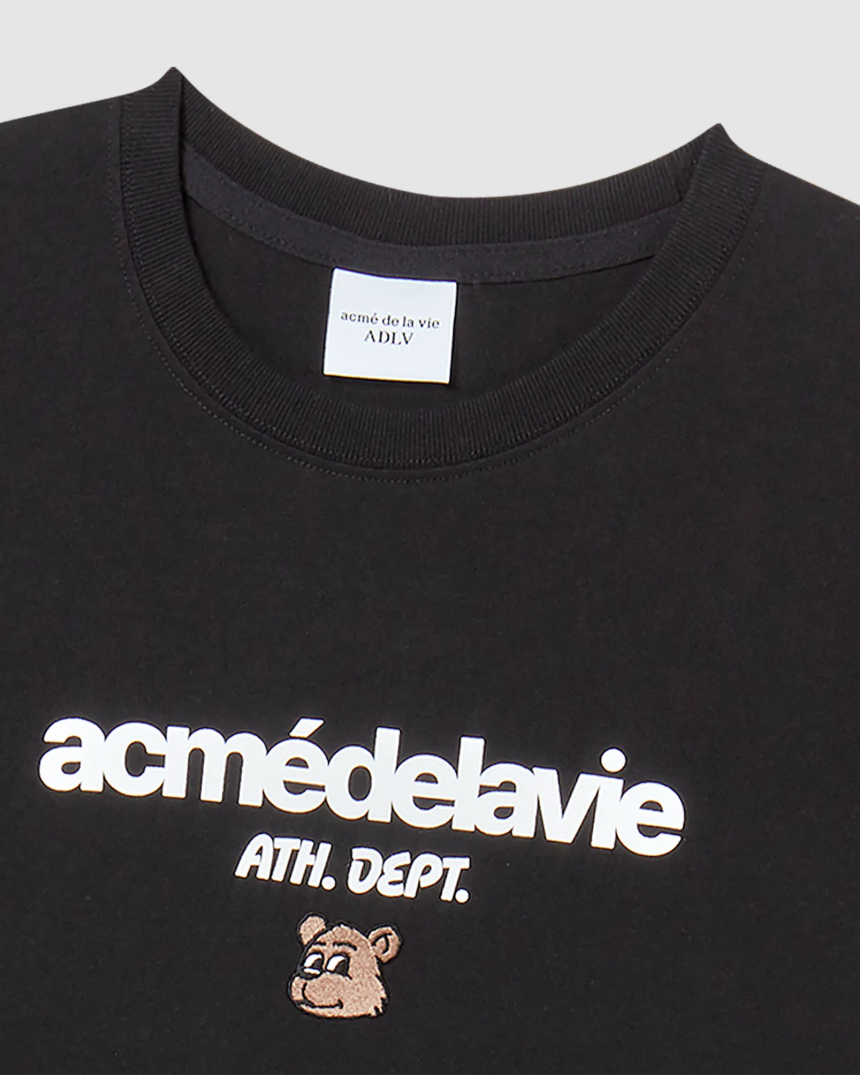 acmé de la vie
ADLV
acmédelavie
ATH. DEPT.